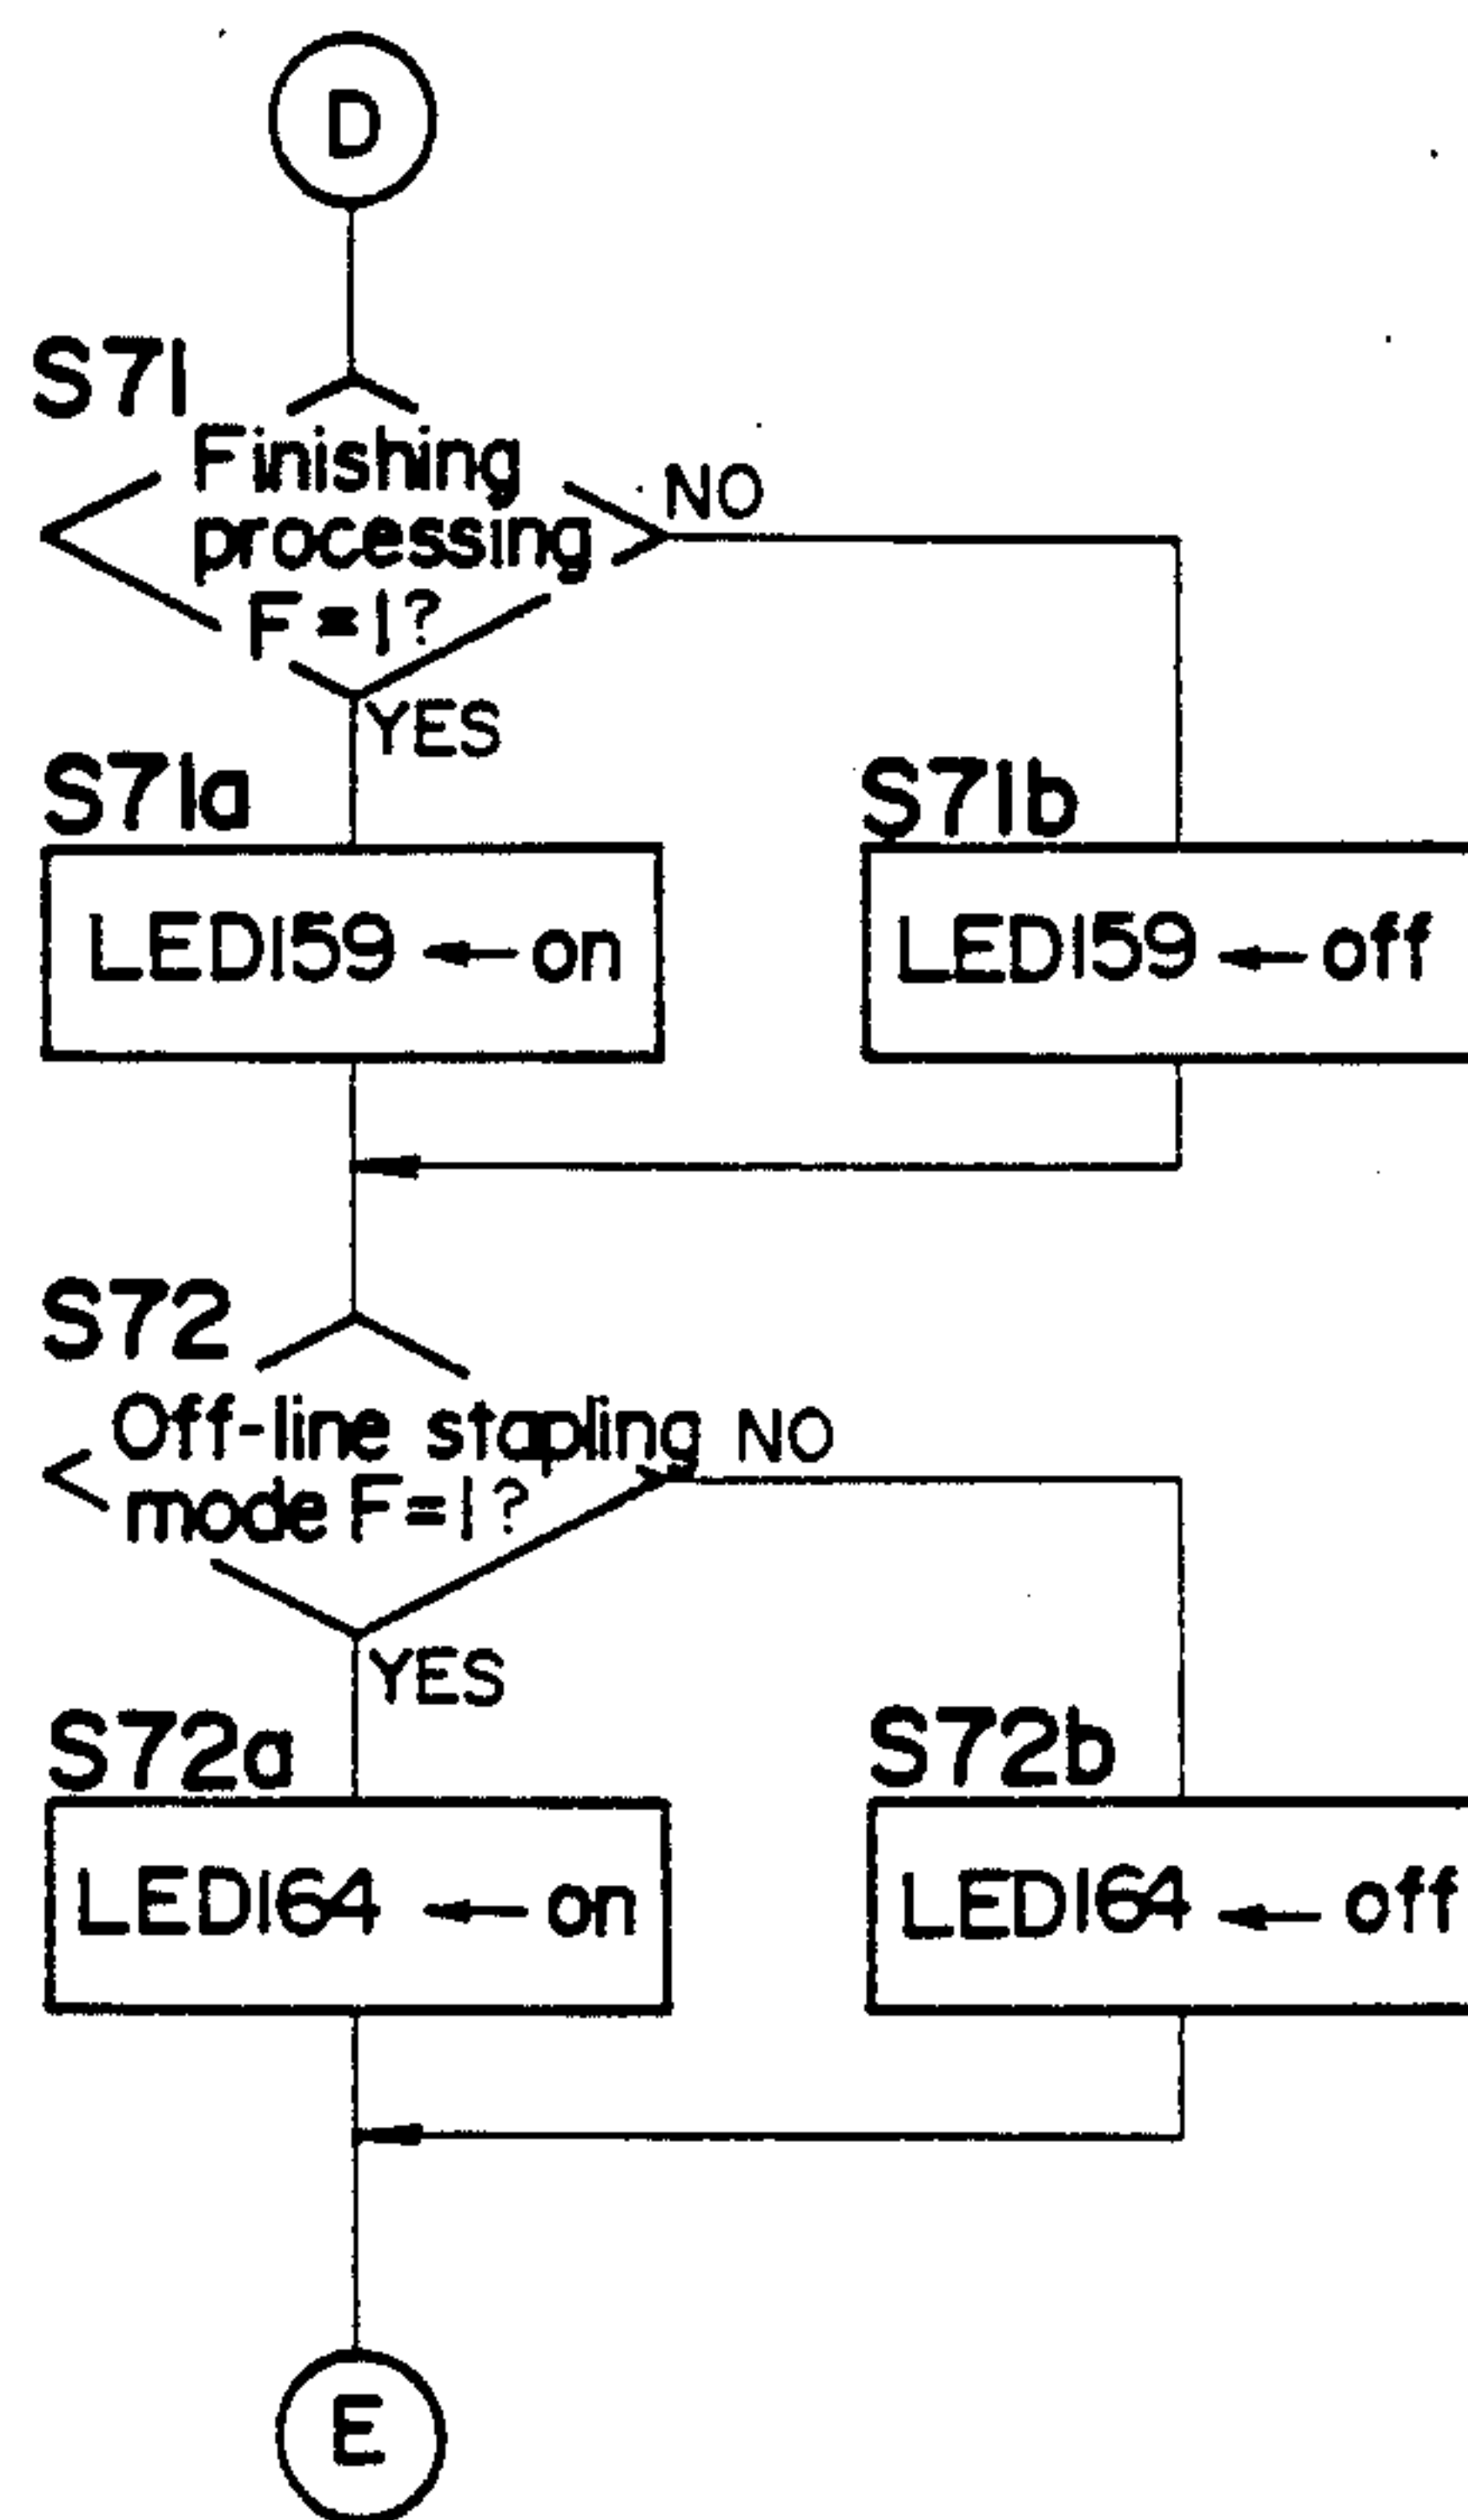 D
S71
Finishing
processing
F=1?
NO
YES
S71a
S71b
LED159 ← on
LED159 ← off
S72
Off-line stapling
mode F=1?
NO
YES
S72a
S72b
LED164 ← on
LED164 ← off
E